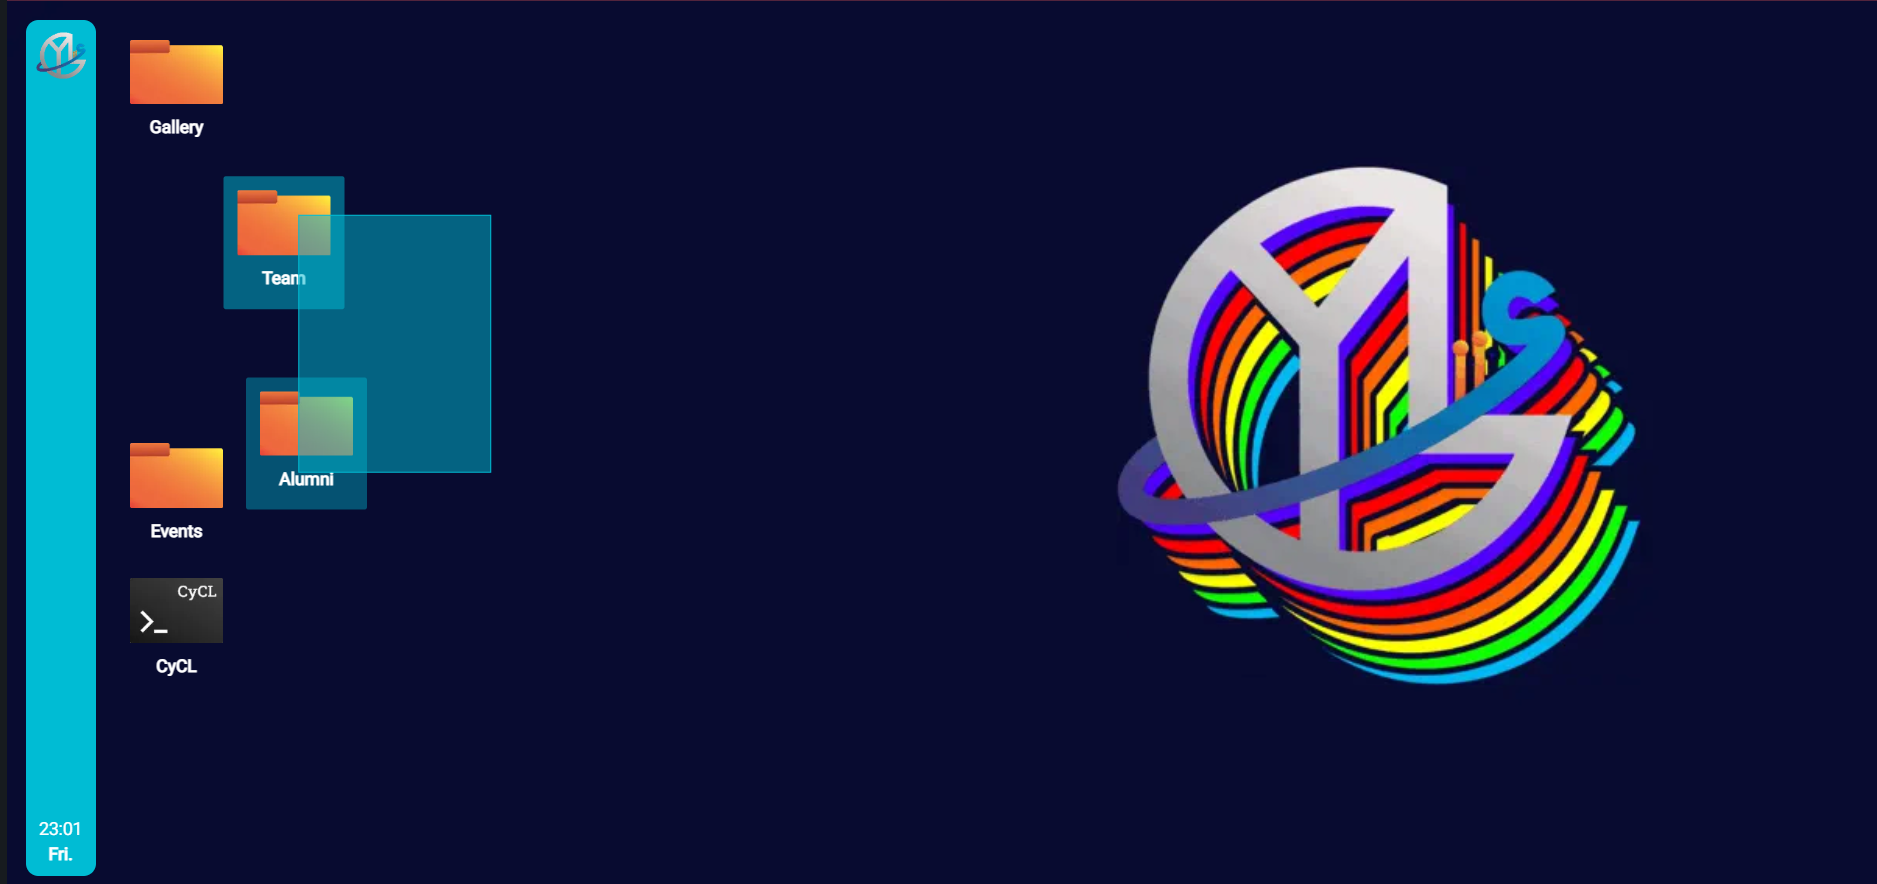 Gallery
Team
Alumni
Events
CyCL
CyCL
23:01
Fri.